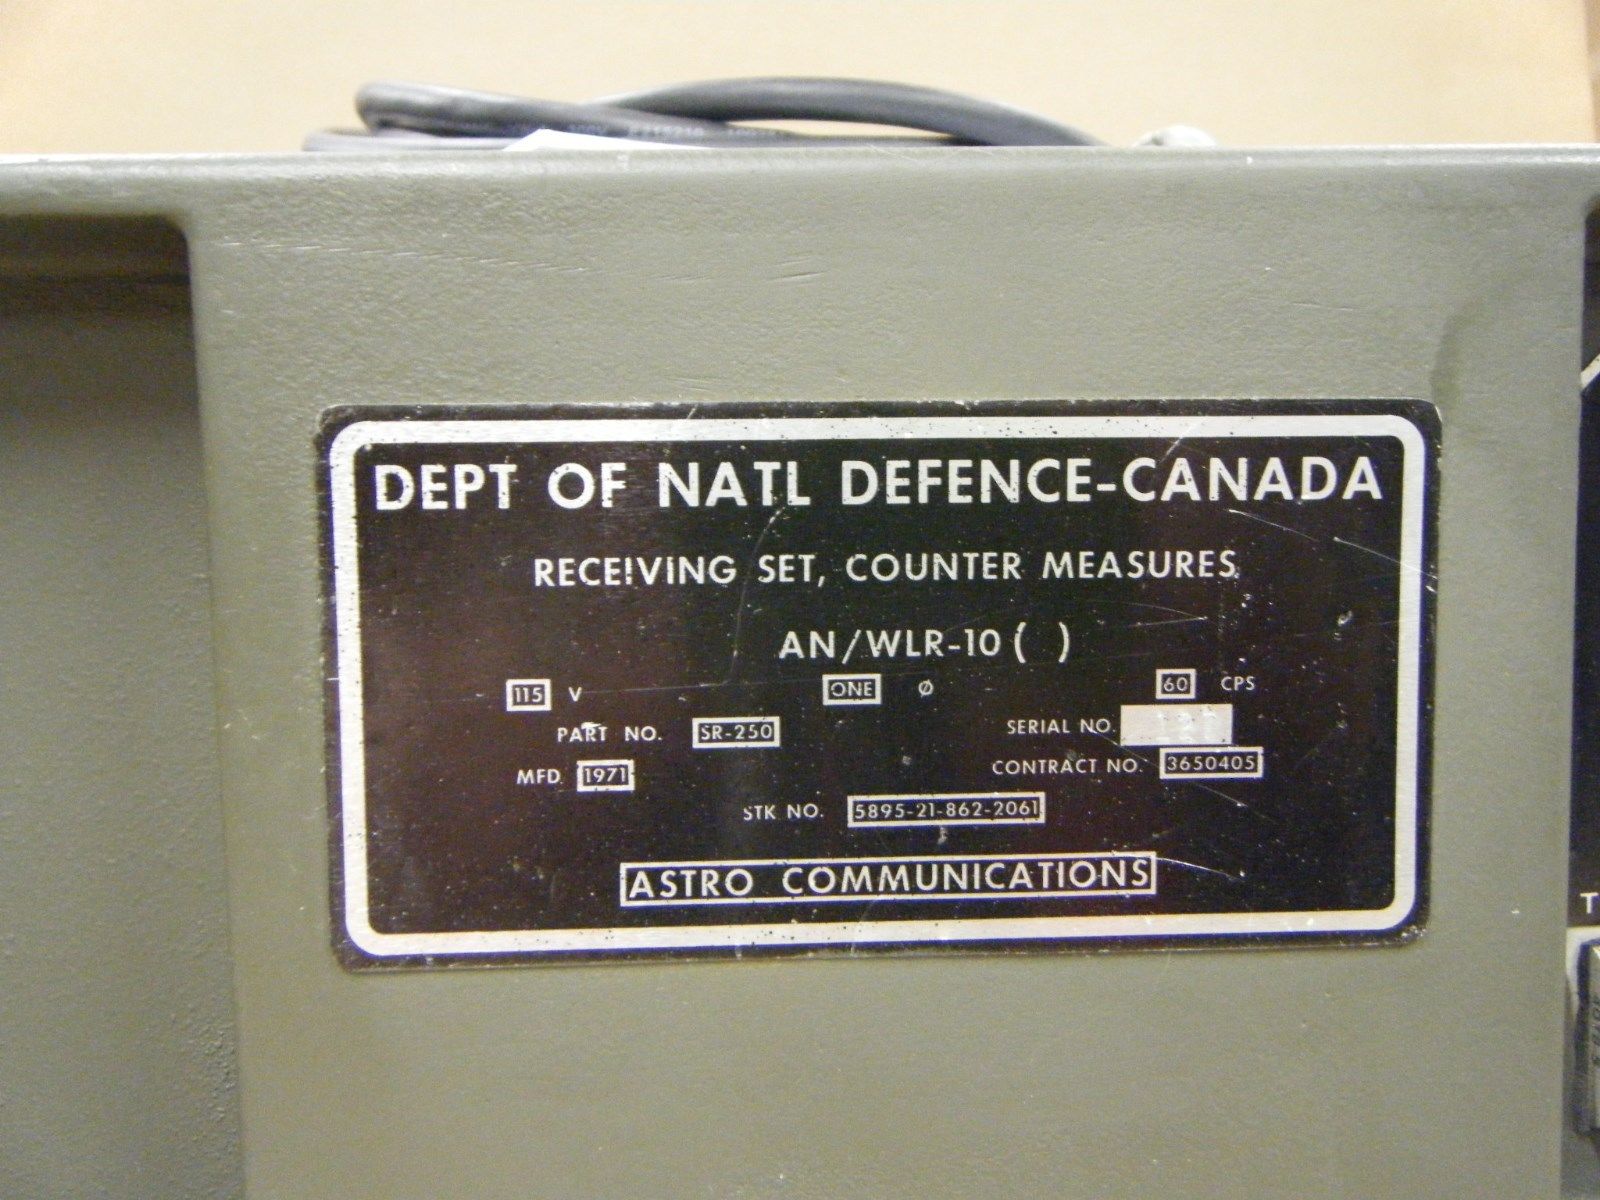 DEPT OF NATL DEFENCE-CANADA
RECEIVING SET, COUNTER MEASURES
AN/WLR-10 ( )
115 V ONE Ø 60 CPS
PART NO. SR-250 SERIAL NO.
MFD. 1971 CONTRACT NO. 3650405
STK NO. 5895-21-862-2061
ASTRO COMMUNICATIONS